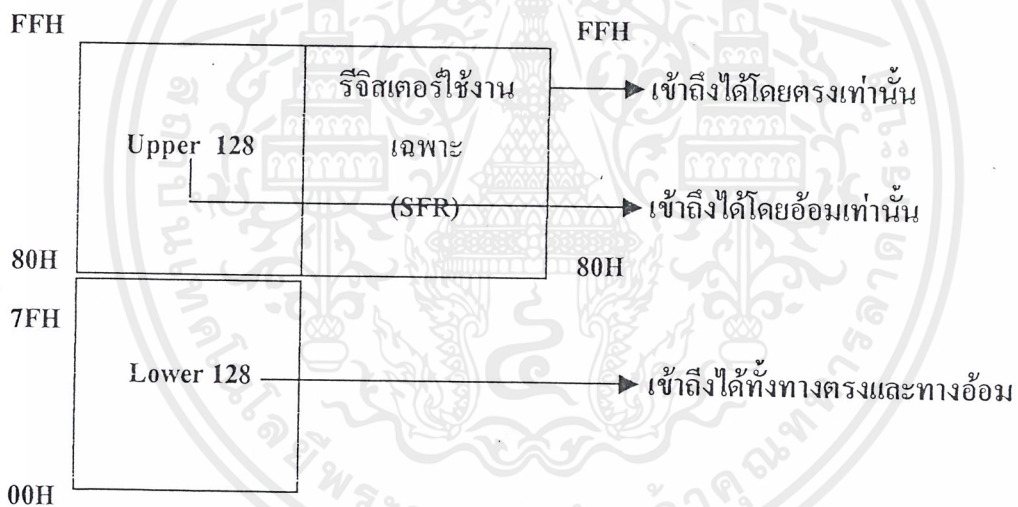 FFH
FFH
รีจิสเตอร์ใช้งาน
เข้าถึงได้โดยตรงเท่านั้น
Upper 128
เฉพาะ
(SFR)
เข้าถึงได้โดยอ้อมเท่านั้น
80H
80H
7FH
Lower 128
เข้าถึงได้ทั้งทางตรงและทางอ้อม
00H